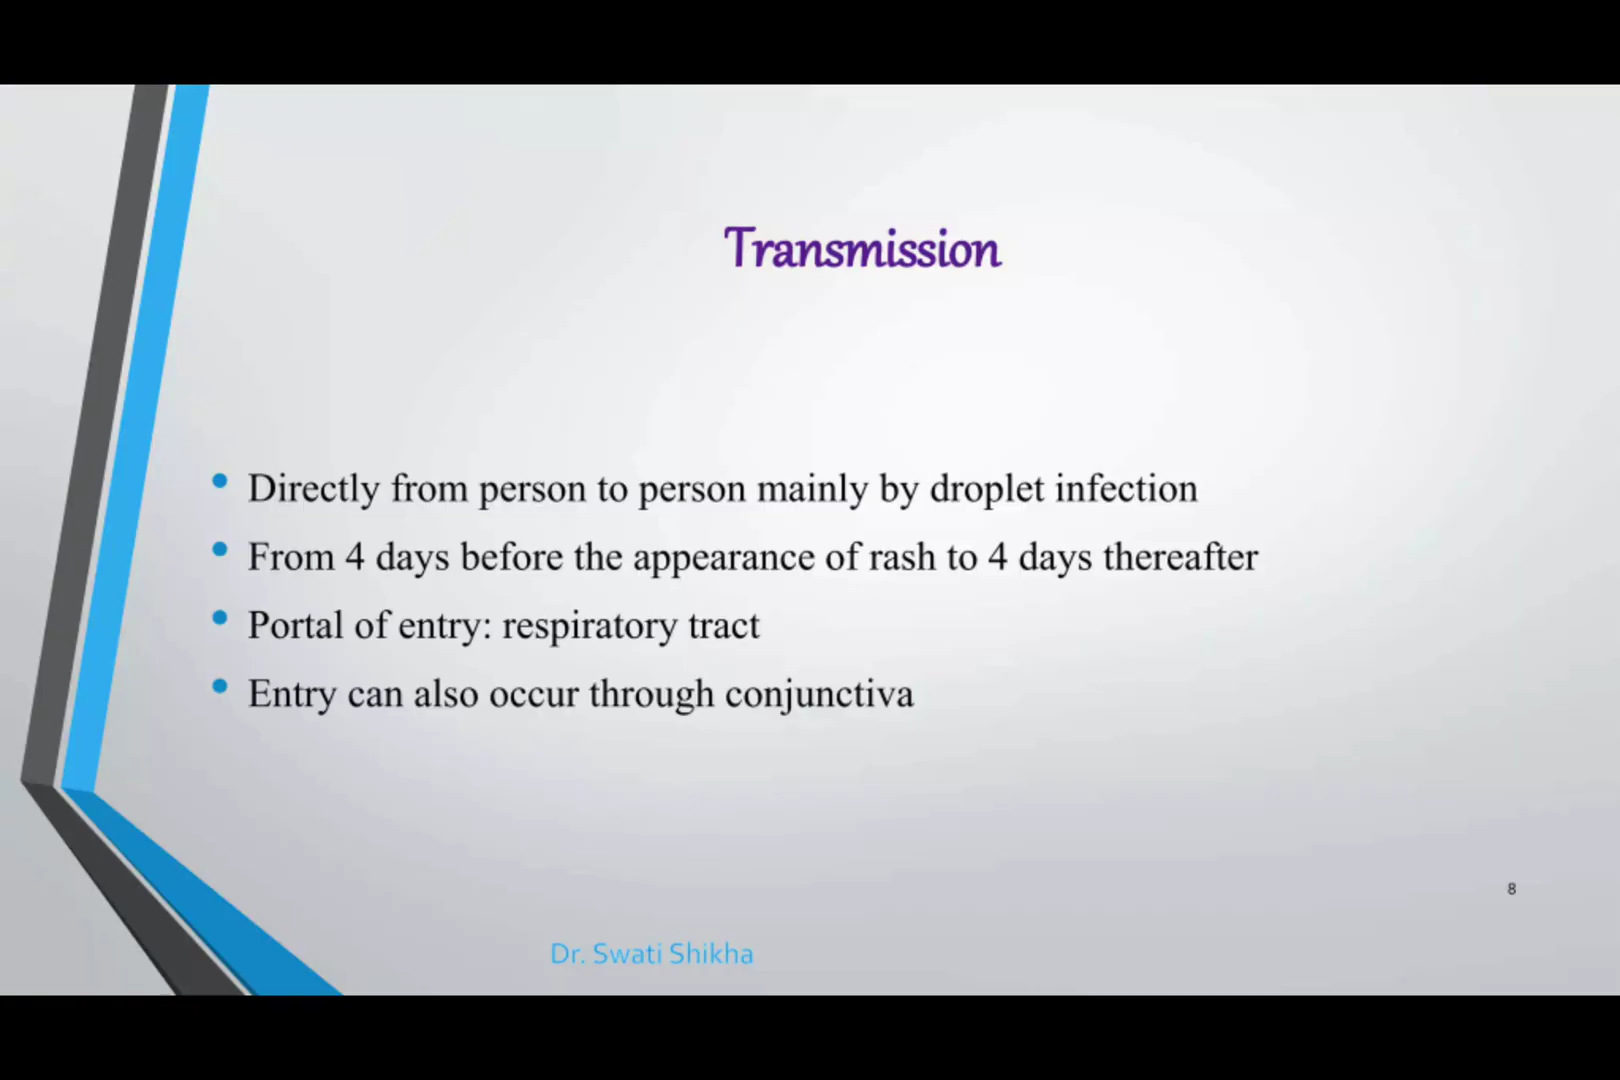 Transmission
• Directly from person to person mainly by droplet infection
• From 4 days before the appearance of rash to 4 days thereafter
• Portal of entry: respiratory tract
• Entry can also occur through conjunctiva
8
Dr. Swati Shikha